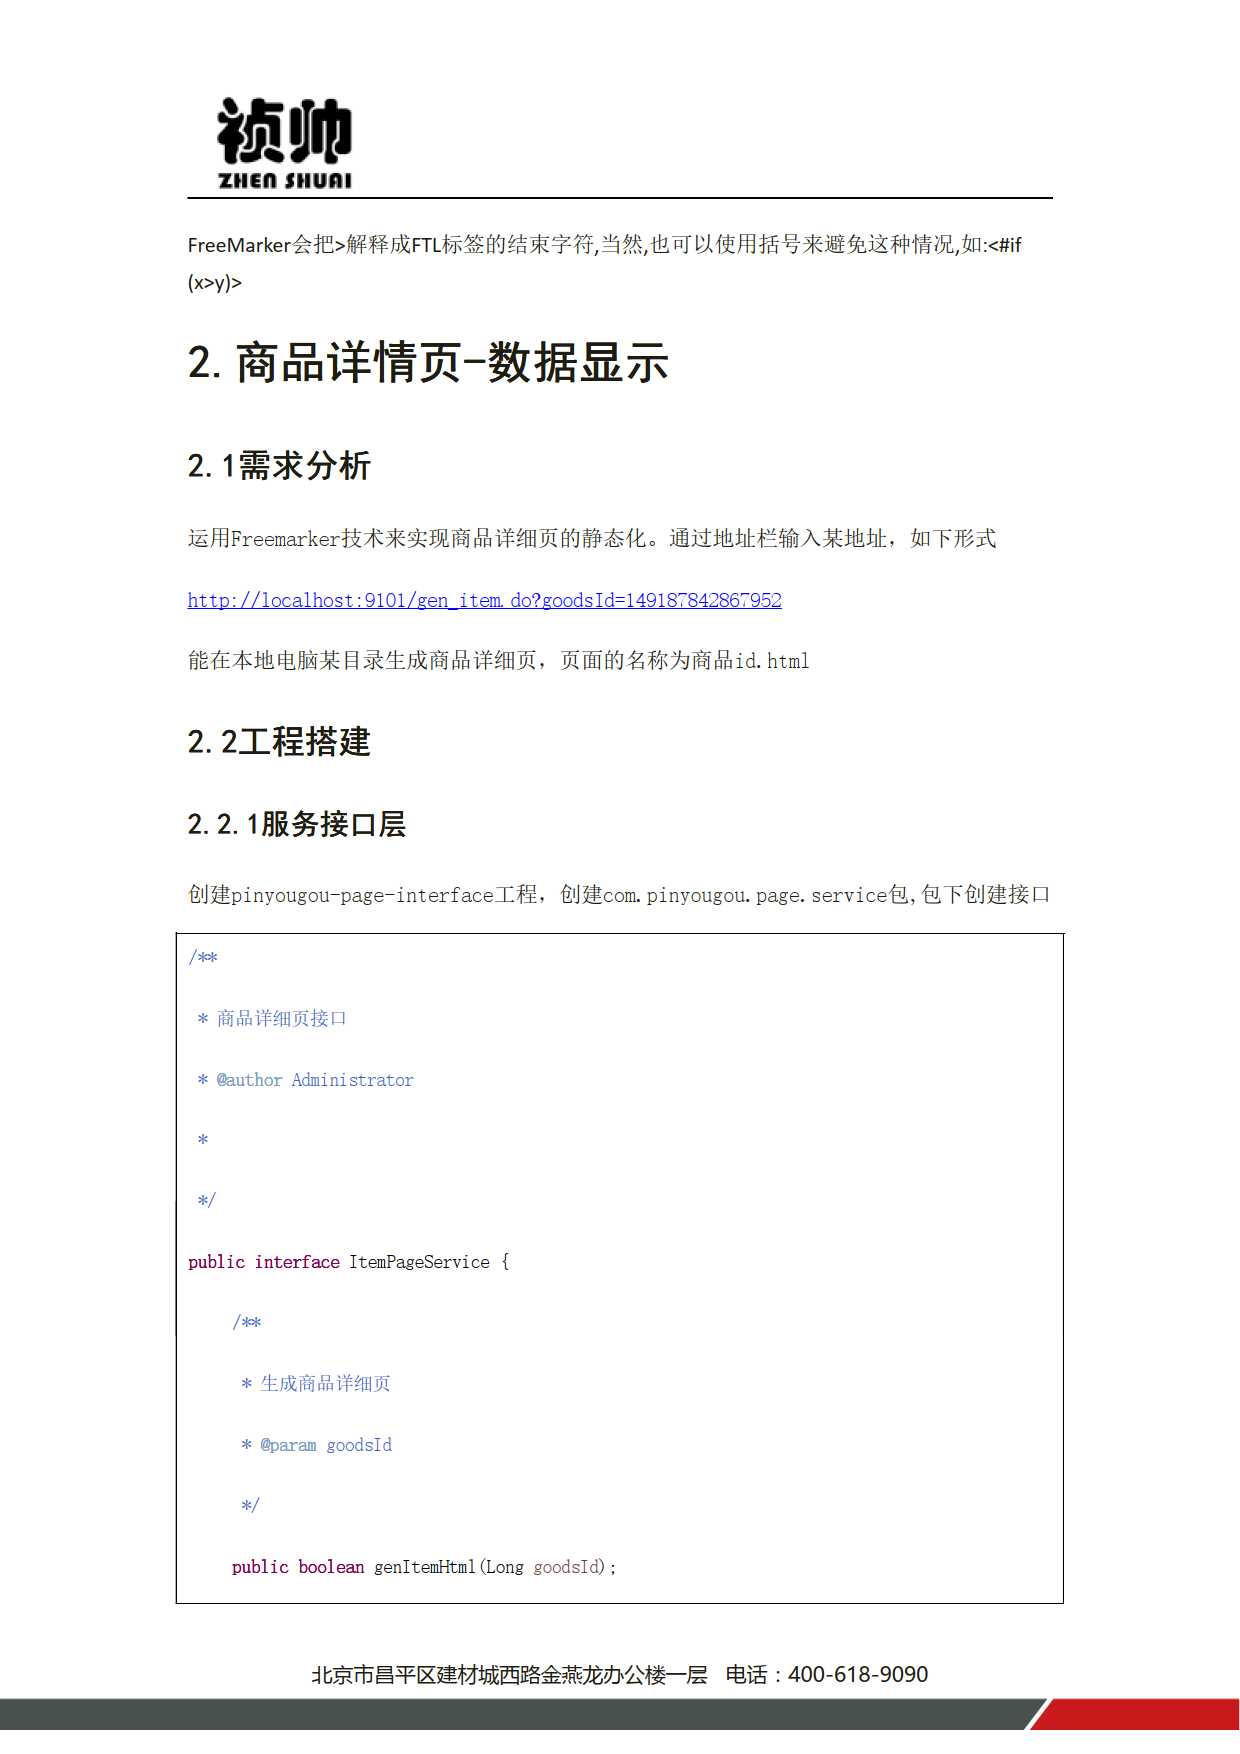 祯帅
ZHEN SHUAI
FreeMarker会把>解释成FTL标签的结束字符,当然,也可以使用括号来避免这种情况,如:<#if
(x>y)>
2.商品详情页-数据显示
2.1需求分析
运用Freemarker技术来实现商品详细页的静态化。通过地址栏输入某地址，如下形式
http://localhost:9101/gen_item.do?goodsId=149187842867952
能在本地电脑某目录生成商品详细页，页面的名称为商品id.html
2.2工程搭建
2.2.1服务接口层
创建pinyougou-page-interface工程，创建com.pinyougou.page.service包,包下创建接口
/**
* 商品详细页接口
* @author Administrator
*
*/
public interface ItemPageService {
/**
* 生成商品详细页
* @param goodsId
*/
public boolean genItemHtml(Long goodsId);
北京市昌平区建材城西路金燕龙办公楼一层 电话：400-618-9090